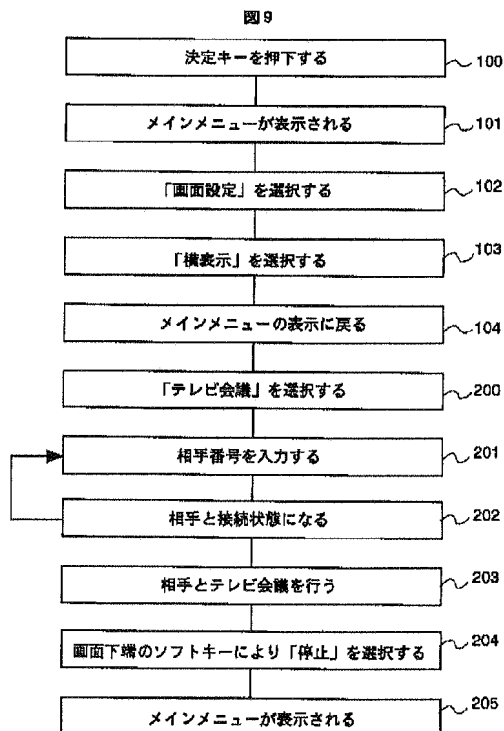 図9
決定キーを押下する 100
メインメニューが表示される 101
「画面設定」を選択する 102
「横表示」を選択する 103
メインメニューの表示に戻る 104
「テレビ会議」を選択する 200
相手番号を入力する 201
相手と接続状態になる 202
相手とテレビ会議を行う 203
画面下端のソフトキーにより「停止」を選択する 204
メインメニューが表示される 205